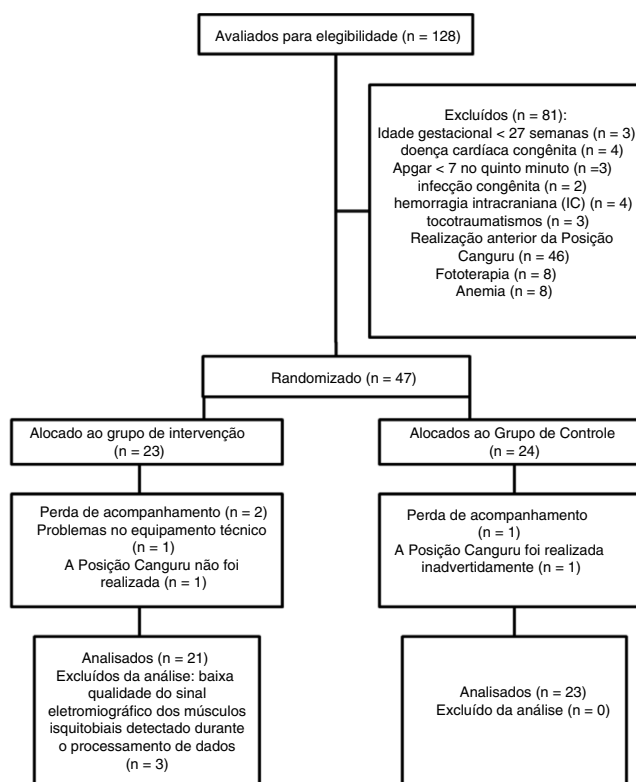 Avaliados para elegibilidade (n = 128)
Excluídos (n = 81):
Idade gestacional < 27 semanas (n = 3)
doença cardíaca congênita (n = 4)
Apgar < 7 no quinto minuto (n =3)
infecção congênita (n = 2)
hemorragia intracraniana (IC) (n = 4)
tocotraumatismos (n = 3)
Realização anterior da Posição
Canguru (n = 46)
Fototerapia (n = 8)
Anemia (n = 8)
Randomizado (n = 47)
Alocado ao grupo de intervenção
(n = 23)
Alocados ao Grupo de Controle
(n = 24)
Perda de acompanhamento (n = 2)
Problemas no equipamento técnico
(n = 1)
A Posição Canguru não foi
realizada (n = 1)
Perda de acompanhamento
(n = 1)
A Posição Canguru foi realizada
inadvertidamente (n = 1)
Analisados (n = 21)
Excluídos da análise: baixa
qualidade do sinal
eletromiográfico dos músculos
isquitobiais detectado durante
o processamento de dados
(n = 3)
Analisados (n = 23)
Excluído da análise (n = 0)